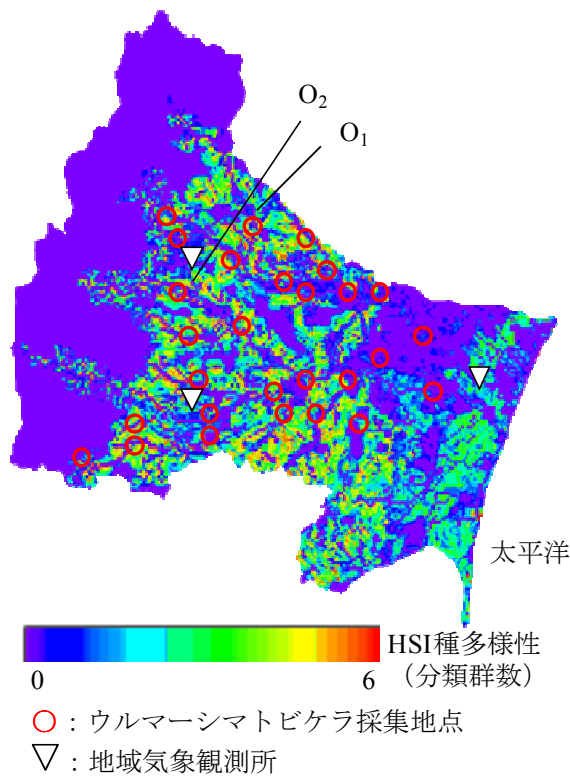 O2
O1
太平洋
HSI種多様性
(分類群数)
0 6
○:ウルマーシマトビケラ採集地点
▽:地域気象観測所